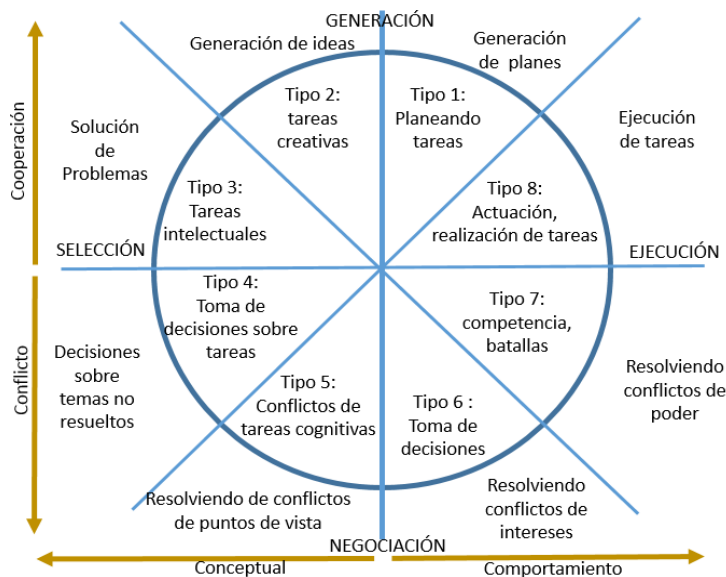 GENERACIÓN
Generación de ideas
Generación
de planes
Tipo 2:
tareas
creativas
Tipo 1:
Planeando
tareas
Solución
de
Problemas
Ejecución
de tareas
Cooperación
Tipo 3:
Tareas
intelectuales
Tipo 8:
Actuación,
realización de tareas
SELECCIÓN
EJECUCIÓN
Tipo 4:
Toma de
decisiones sobre
tareas
Tipo 7:
competencia,
batallas
Conflicto
Decisiones
sobre
temas no
resueltos
Tipo 5:
Conflictos de
tareas cognitivas
Tipo 6 :
Toma de
decisiones
Resolviendo
conflictos de
poder
Resolviendo de conflictos
de puntos de vista
Resolviendo
conflictos de
intereses
NEGOCIACIÓN
Conceptual
Comportamiento